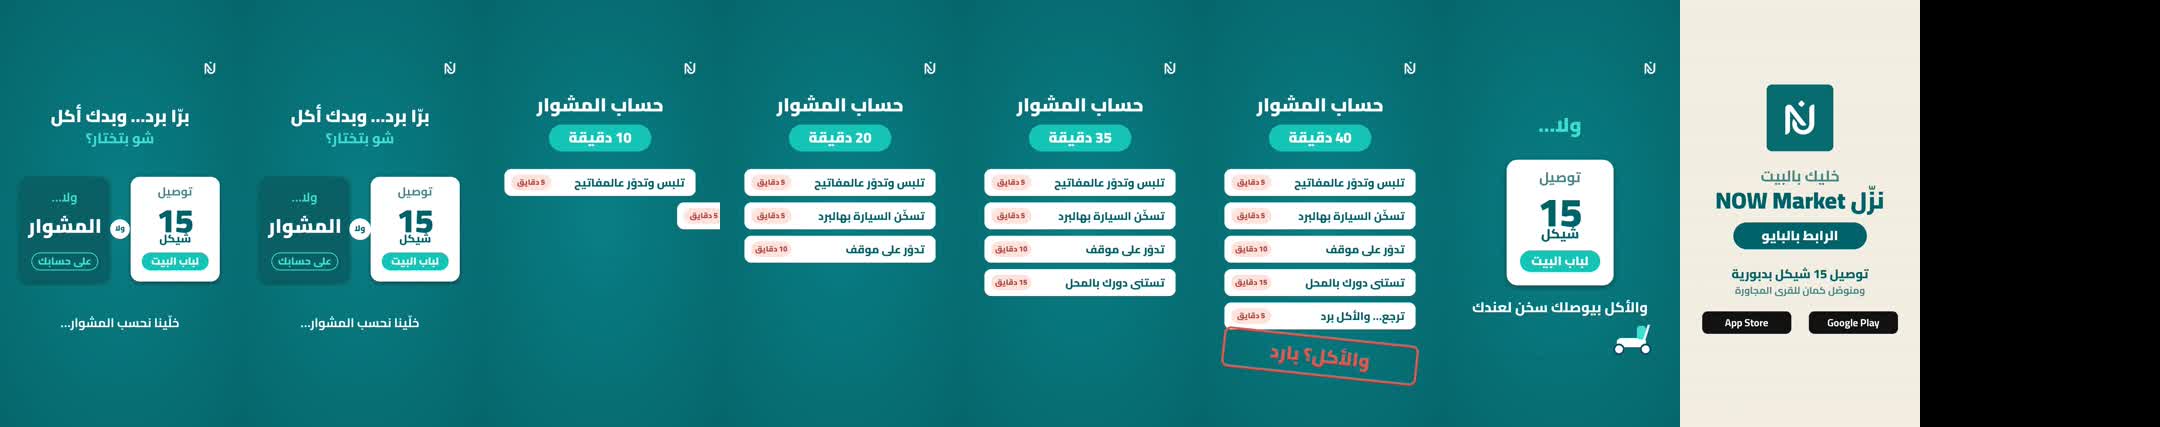 برّا برد... وبدك أكل
شو بتختار؟
توصيل
15
شيكل
لباب البيت
ولا
ولا...
المشوار
على حسابك
خلّينا نحسب المشوار...
برّا برد... وبدك أكل
شو بتختار؟
توصيل
15
شيكل
لباب البيت
ولا
ولا...
المشوار
على حسابك
خلّينا نحسب المشوار...
حساب المشوار
10 دقيقة
تلبس وتدوّر عالمفاتيح
5 دقايق
5 دقايق
حساب المشوار
20 دقيقة
تلبس وتدوّر عالمفاتيح
5 دقايق
تسخّن السيارة بهالبرد
5 دقايق
تدوّر على موقف
10 دقايق
حساب المشوار
35 دقيقة
تلبس وتدوّر عالمفاتيح
5 دقايق
تسخّن السيارة بهالبرد
5 دقايق
تدوّر على موقف
10 دقايق
تستنى دورك بالمحل
15 دقايق
حساب المشوار
40 دقيقة
تلبس وتدوّر عالمفاتيح
5 دقايق
تسخّن السيارة بهالبرد
5 دقايق
تدوّر على موقف
10 دقايق
تستنى دورك بالمحل
15 دقايق
ترجع... والأكل برد
5 دقايق
والأكل؟ بارد
ولا...
توصيل
15
شيكل
لباب البيت
والأكل بيوصلك سخن لعندك
خليك بالبيت
نزّل NOW Market
الرابط بالبايو
توصيل 15 شيكل بدبورية
ومنوصّل كمان للقرى المجاورة
App Store
Google Play